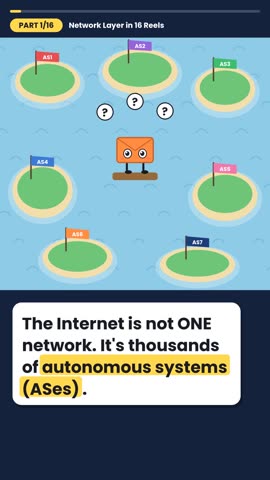 PART 1/16 Network Layer in 16 Reels
AS1
AS2
AS3
? ? ?
AS4
AS5
AS6
AS7
The Internet is not ONE
network. It's thousands
of autonomous systems
(ASes).